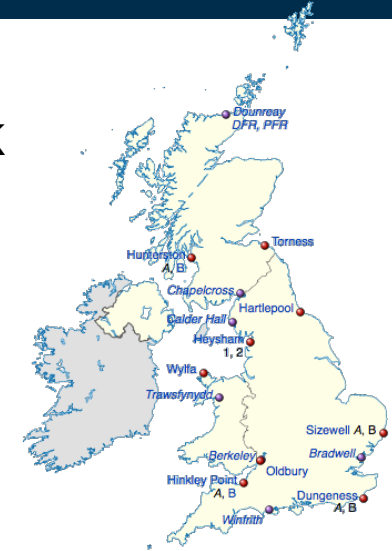 K
Dounreay
DFR, PFR
Torness
Hunterston
A, B
Chapelcross
Hartlepool
Calder Hall
Heysham
1, 2
Wylfa
Trawsfynydd
Sizewell A, B
Bradwell
Berkeley
Oldbury
Hinkley Point
A, B
Dungeness
A, B
Winfrith